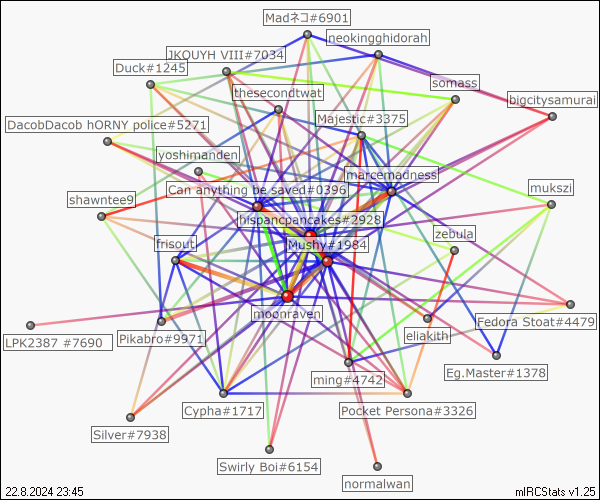 Madネコ#6901
neokingghidorah
JKOUYH VIII#7034
Duck#1245
somass
thesecondtwat
bigcitysamurai
Majestic#3375
DacobDacob hORNY police#5271
yoshimanden
marcemadness
Can anything be saved#0396
mukszi
shawntee9
hispancpancakes#2928
zebula
frisout
Mushy#1984
moonraven
Fedora Stoat#4479
LPK2387 #7690
Pikabro#9971
eliakith
Eg.Master#1378
ming#4742
Cypha#1717
Pocket Persona#3326
Silver#7938
Swirly Boi#6154
normalwan
22.8.2024 23:45
mIRCStats v1.25